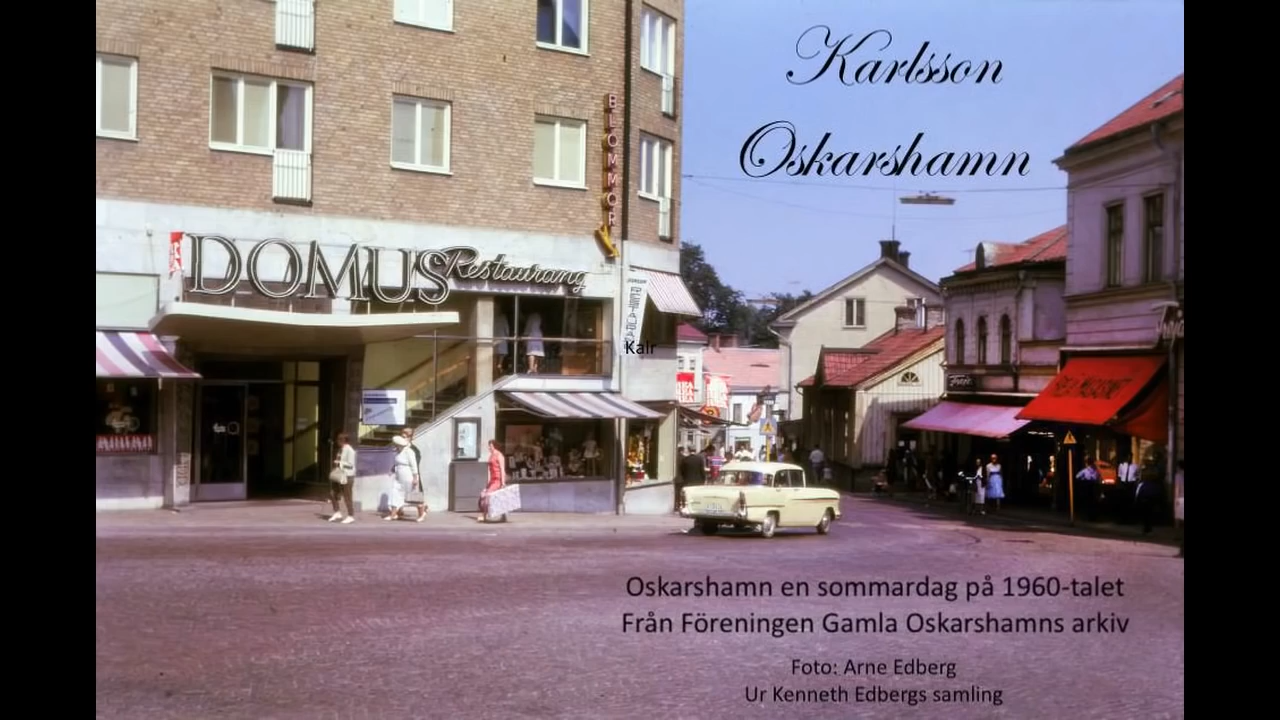 Karlsson
Oskarshamn
BLOMMOR
DOMUS Restaurang
Kalr
Oskarshamn en sommardag på 1960-talet
Från Föreningen Gamla Oskarshamns arkiv
Foto: Arne Edberg
Ur Kenneth Edbergs samling